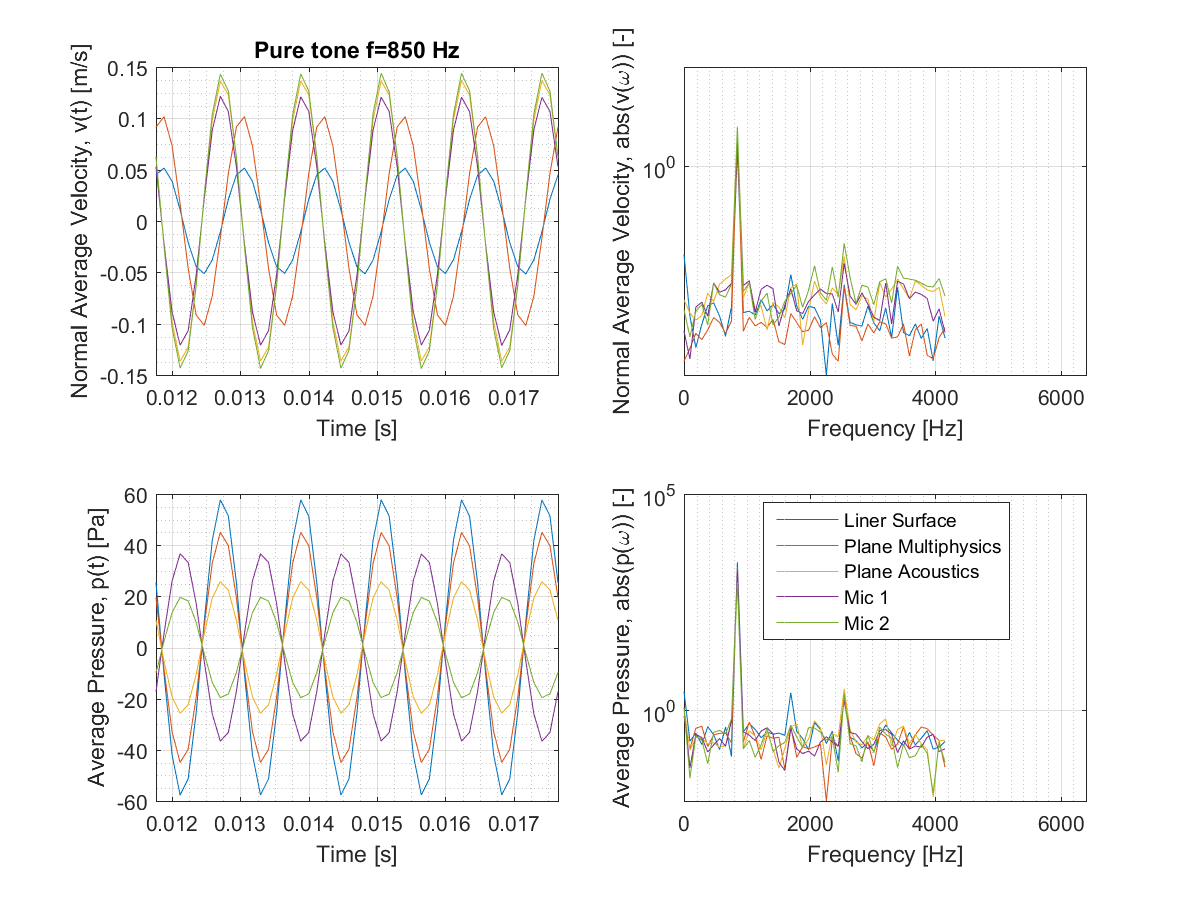 Pure tone f=850 Hz
Normal Average Velocity, v(t) [m/s]
0.15
0.1
0.05
0
-0.05
-0.1
-0.15
0.012 0.013 0.014 0.015 0.016 0.017
Time [s]
Normal Average Velocity, abs(v(ω)) [-]
10^0
0 2000 4000 6000
Frequency [Hz]
Average Pressure, p(t) [Pa]
60
40
20
0
-20
-40
-60
0.012 0.013 0.014 0.015 0.016 0.017
Time [s]
Average Pressure, abs(p(ω)) [-]
10^5
10^0
Liner Surface
Plane Multiphysics
Plane Acoustics
Mic 1
Mic 2
0 2000 4000 6000
Frequency [Hz]